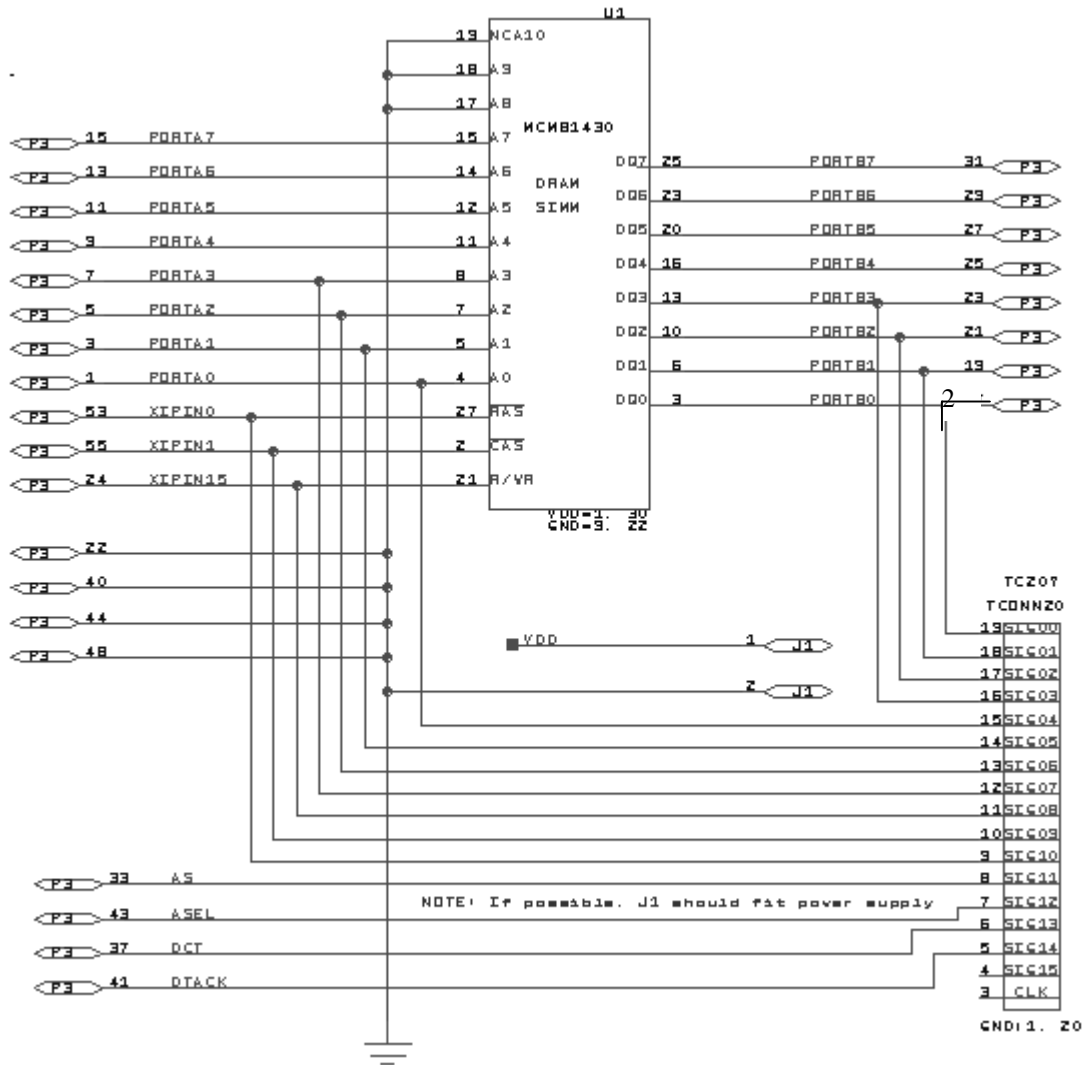 U1
19 NCA10
18 A9
17 A8
MCM81430
P3 15 PORTA7 15 A7
DQ7 25 PORTB7 31 P3
P3 13 PORTA6 14 A6
DRAM
DQ6 23 PORTB6 29 P3
P3 11 PORTA5 12 A5
SIMM
DQ5 20 PORTB5 27 P3
P3 9 PORTA4 11 A4
DQ4 16 PORTB4 25 P3
P3 7 PORTA3 8 A3
DQ3 13 PORTB3 23 P3
P3 5 PORTA2 7 A2
DQ2 10 PORTB2 21 P3
P3 3 PORTA1 5 A1
DQ1 6 PORTB1 19 P3
P3 1 PORTA0 4 A0
DQ0 3 PORTB0 2 P3
P3 53 XIPIN0 27 RAS
P3 55 XIPIN1 2 CAS
P3 24 XIPIN15 21 R/WR
VDD=1, 30
GND=9, 22
P3 22
P3 40
P3 44
P3 48
VDD 1 J1
2 J1
TC207
TCONN20
19 SIG00
18 SIG01
17 SIG02
16 SIG03
15 SIG04
14 SIG05
13 SIG06
12 SIG07
11 SIG08
10 SIG09
9 SIG10
P3 33 AS 8 SIG11
NOTE: If possible, J1 should fit power supply
7 SIG12
P3 43 ASEL
6 SIG13
P3 37 DCT
5 SIG14
P3 41 DTACK
4 SIG15
3 CLK
GND:1, 20